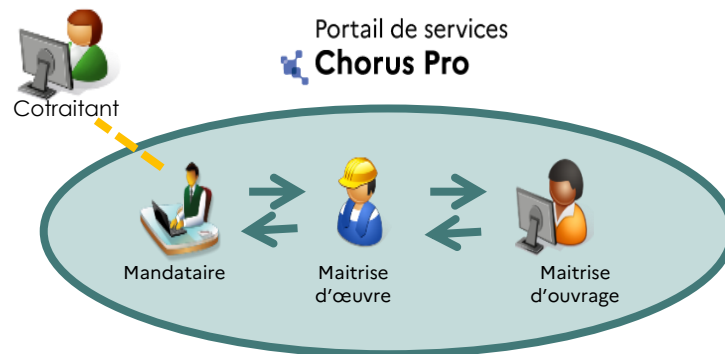 Portail de services
Chorus Pro
Cotraitant
Mandataire
Maitrise
d'œuvre
Maitrise
d'ouvrage